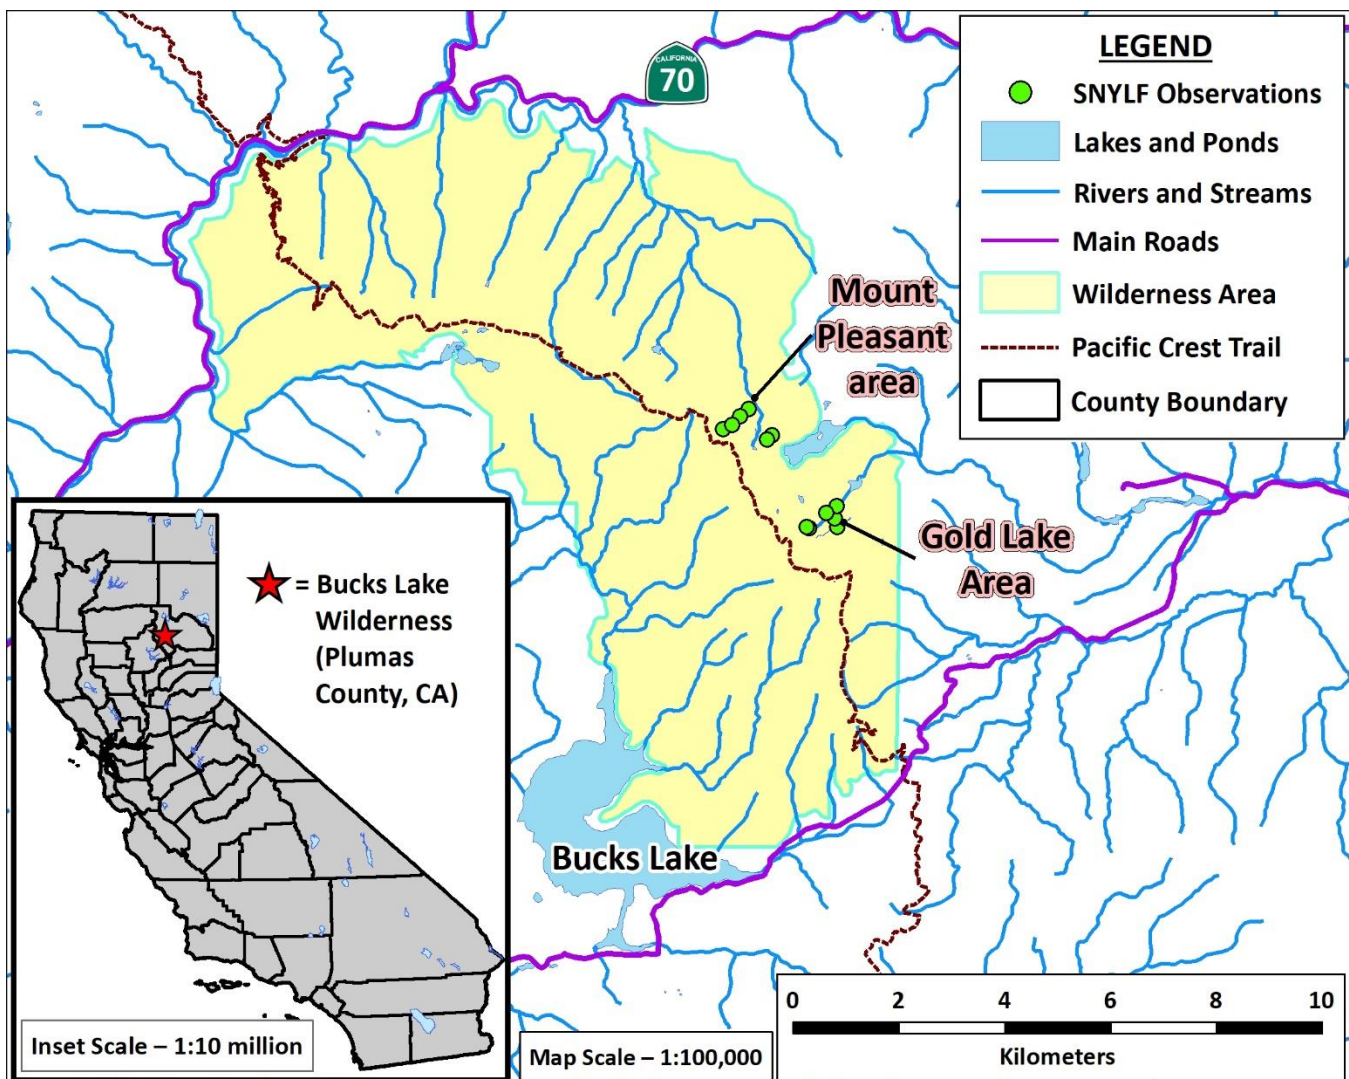 CALIFORNIA
70
LEGEND
SNYLF Observations
Lakes and Ponds
Rivers and Streams
Main Roads
Wilderness Area
Pacific Crest Trail
County Boundary
Mount
Pleasant
area
Gold Lake
Area
Bucks Lake
= Bucks Lake
Wilderness
(Plumas
County, CA)
Inset Scale – 1:10 million
Map Scale – 1:100,000
0 2 4 6 8 10
Kilometers